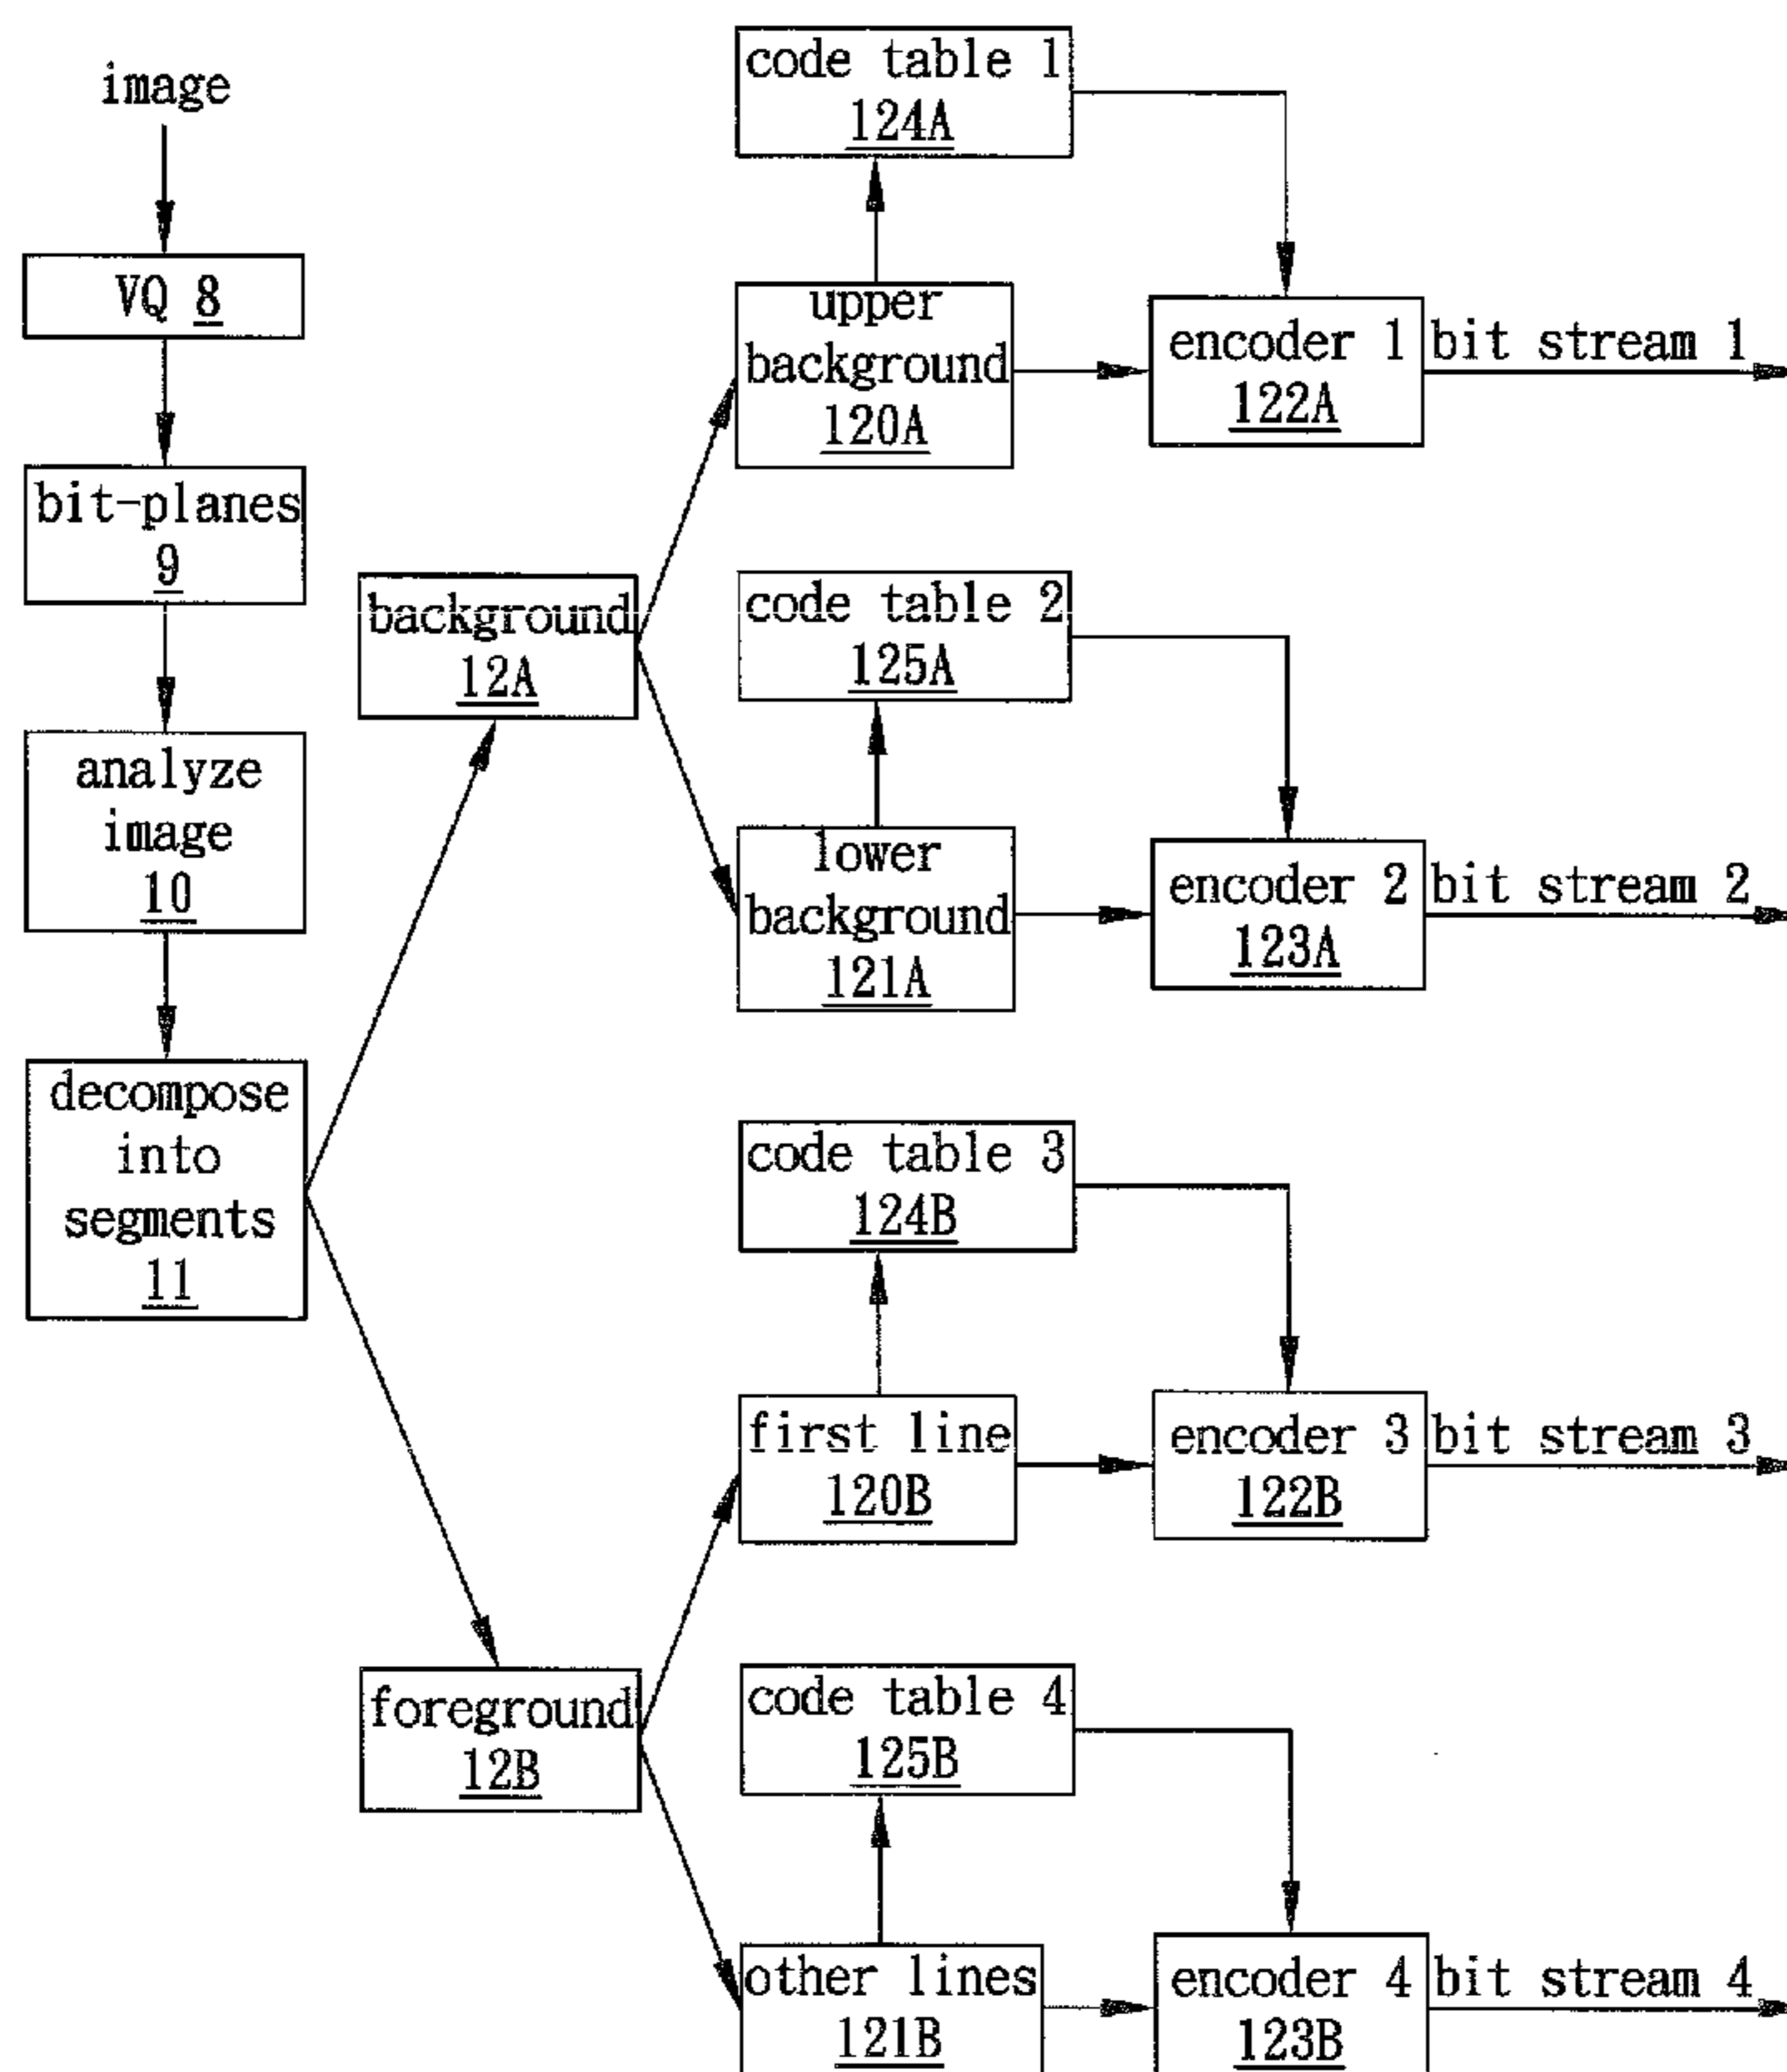 image
VQ 8
bit-planes
9
analyze
image
10
decompose
into
segments
11
background
12A
foreground
12B
code table 1
124A
upper
background
120A
encoder 1
122A
bit stream 1
code table 2
125A
lower
background
121A
encoder 2
123A
bit stream 2
code table 3
124B
first line
120B
encoder 3
122B
bit stream 3
code table 4
125B
other lines
121B
encoder 4
123B
bit stream 4